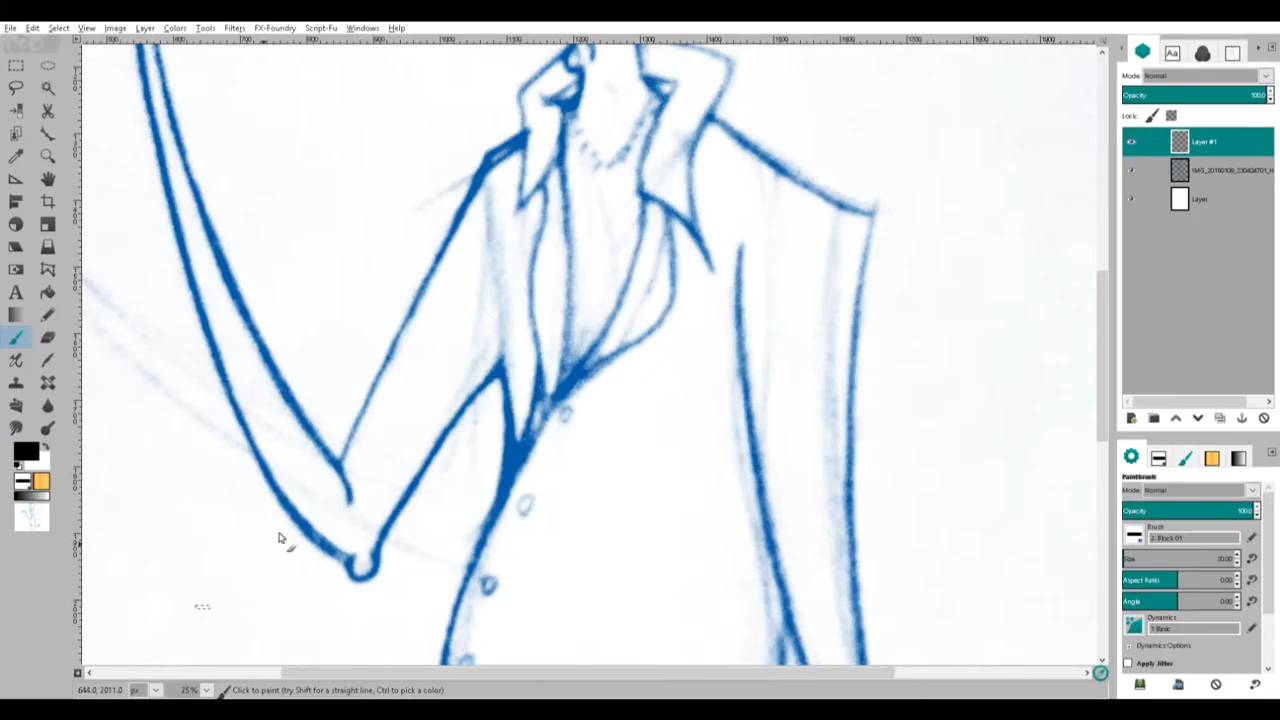 File Edit Select View Image Layer Colors Tools Filters FX-Foundry Script-Fu Windows Help
Mode: Normal
Opacity 100.0
Lock:
Layer #1
IMG_20160108_230404701_H
Layer
Paintbrush
Mode: Normal
Opacity 100.0
Brush
2. Block 01
Size 20.00
Aspect Ratio 0.00
Angle 0.00
Dynamics
1 Basic
Dynamics Options
Apply Jitter
644.0, 2011.0 px 25% Click to paint (try Shift for a straight line, Ctrl to pick a color)